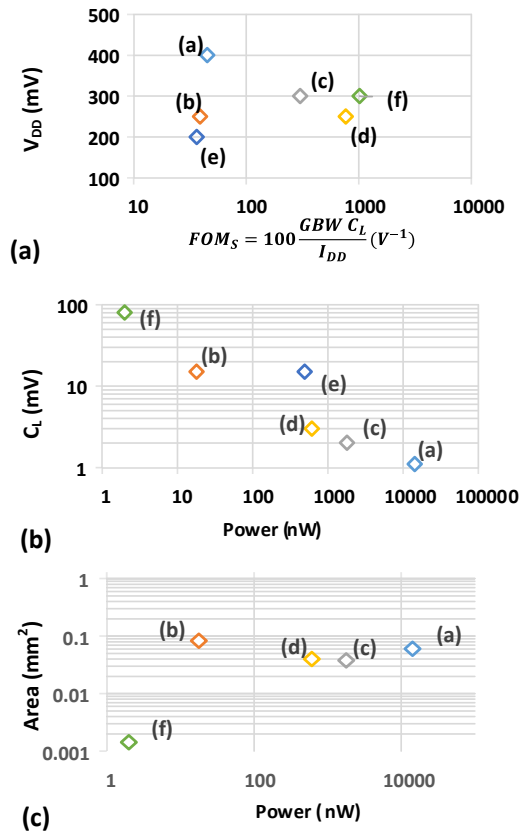 500
(a)
400
(c)
300
(b)
(f)
200
(e)
(d)
100
V_DD (mV)
10 100 1000 10000
(a)
FOM_S = 100 GBW C_L / I_DD (V^-1)
100
(f)
(b)
10
(e)
(d)
(c)
(a)
1
C_L (mV)
1 10 100 1000 10000 100000
Power (nW)
(b)
1
(b)
(a)
0.1
(d)
(c)
0.01
(f)
0.001
Area (mm²)
1 100 10000
Power (nW)
(c)